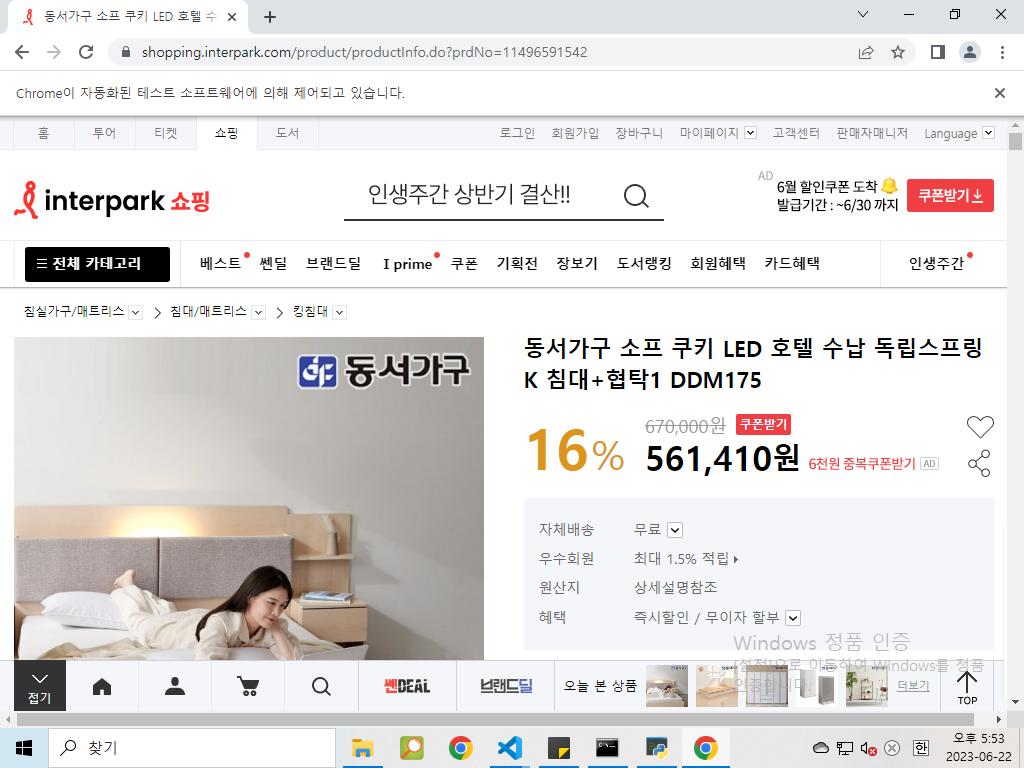 동서가구 소프 쿠키 LED 호텔 수
shopping.interpark.com/product/productInfo.do?prdNo=11496591542
Chrome이 자동화된 테스트 소프트웨어에 의해 제어되고 있습니다.
홈 투어 티켓 쇼핑 도서 로그인 회원가입 장바구니 마이페이지 고객센터 판매자매니저 Language
interpark 쇼핑
인생주간 상반기 결산!!
AD
6월 할인쿠폰 도착
발급기간 : ~6/30 까지
쿠폰받기
전체 카테고리 베스트 쎈딜 브랜드딜 I prime 쿠폰 기획전 장보기 도서랭킹 회원혜택 카드혜택 인생주간
침실가구/매트리스 침대/매트리스 킹침대
동서가구
동서가구 소프 쿠키 LED 호텔 수납 독립스프링
K 침대+협탁1 DDM175
16%
670,000원 쿠폰받기
561,410원 6천원 중복쿠폰받기 AD
자체배송 무료
우수회원 최대 1.5% 적립
원산지 상세설명참조
혜택 즉시할인 / 무이자 할부
Windows 정품 인증
[설정]으로 이동하여 Windows를 정품
인증합니다.
접기
쎈DEAL
브랜드딜
오늘 본 상품
더보기
TOP
찾기
한
오후 5:53
2023-06-22